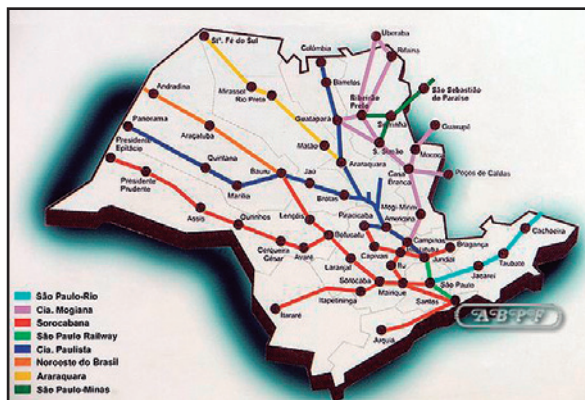 Stª. Fé do Sul
Colômbia
Uberaba
Rifaina
Andradina
Mirassol
Rio Preto
Barretos
Ribeirão
Preto
São Sebastião
do Paraíso
Panorama
Guatapará
Serrinha
Guaxupé
Araçatuba
Matão
S. Simão
Mococa
Presidente
Epitácio
Quintana
Araraquara
Casa
Branca
Poços de Caldas
Presidente
Prudente
Bauru
Jaú
Marília
Brotas
Mogi-Mirim
Assis
Ourinhos
Lençóis
Piracicaba
Americana
Cachoeira
Botucatu
Campinas
Bragança
Taubaté
Cerqueira
César
Avaré
Capivari
Itu
Jundiaí
Jacareí
Laranjal
Sorocaba
Mairinque
São Paulo
Itapetininga
Santos
Itararé
Juquiá
ABPF
São Paulo-Rio
Cia. Mogiana
Sorocabana
São Paulo Railway
Cia. Paulista
Noroeste do Brasil
Araraquara
São Paulo-Minas